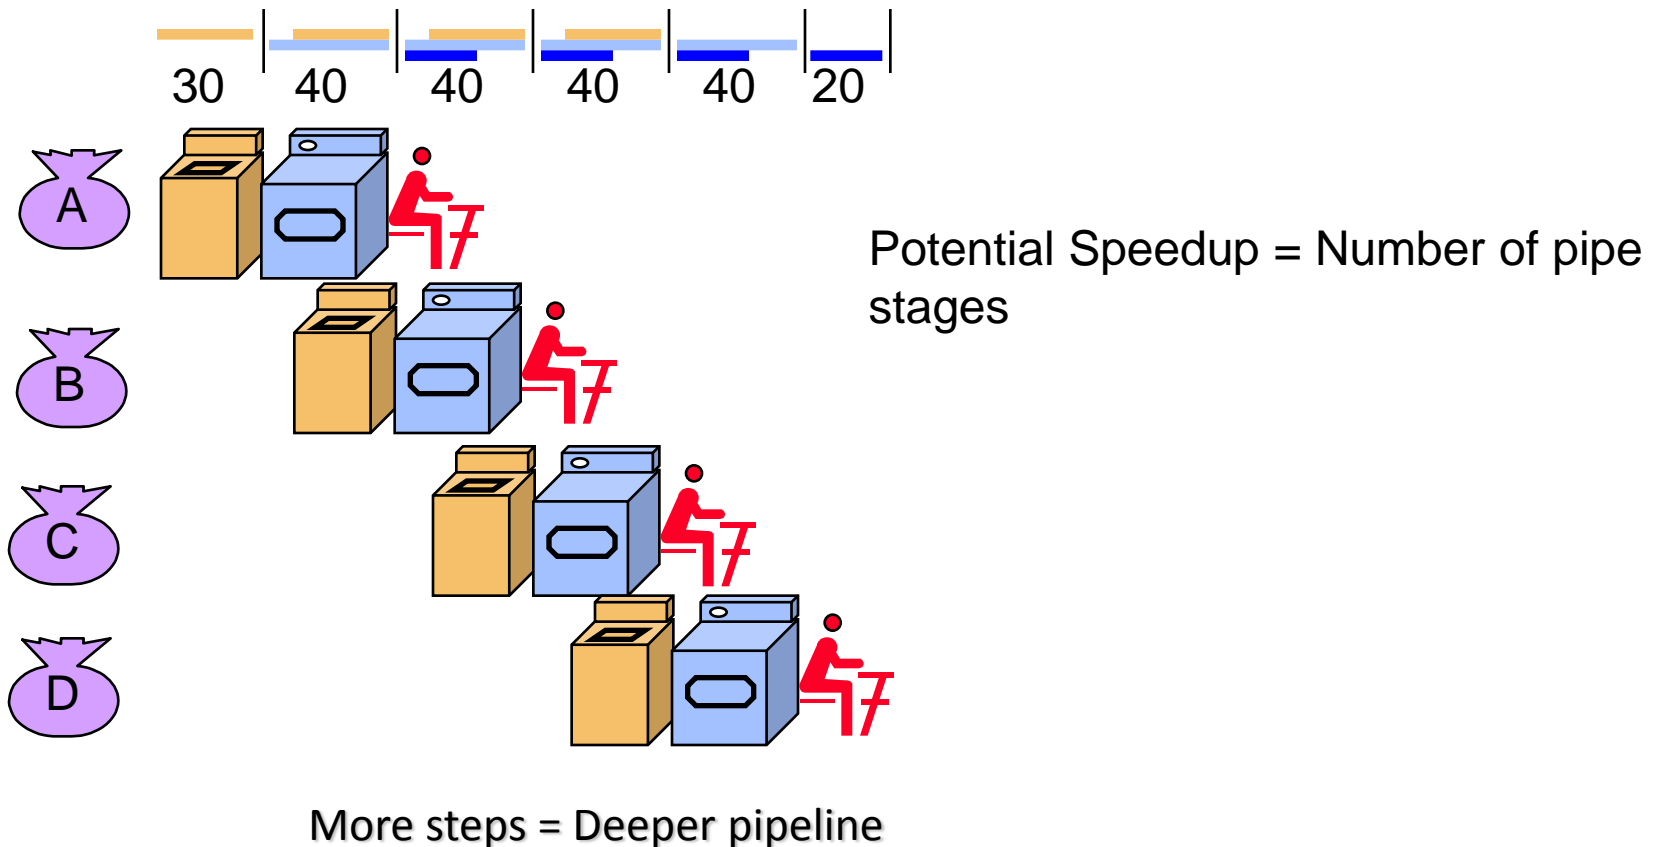 30 40 40 40 40 20
A
Potential Speedup = Number of pipe
stages
B
C
D
More steps = Deeper pipeline